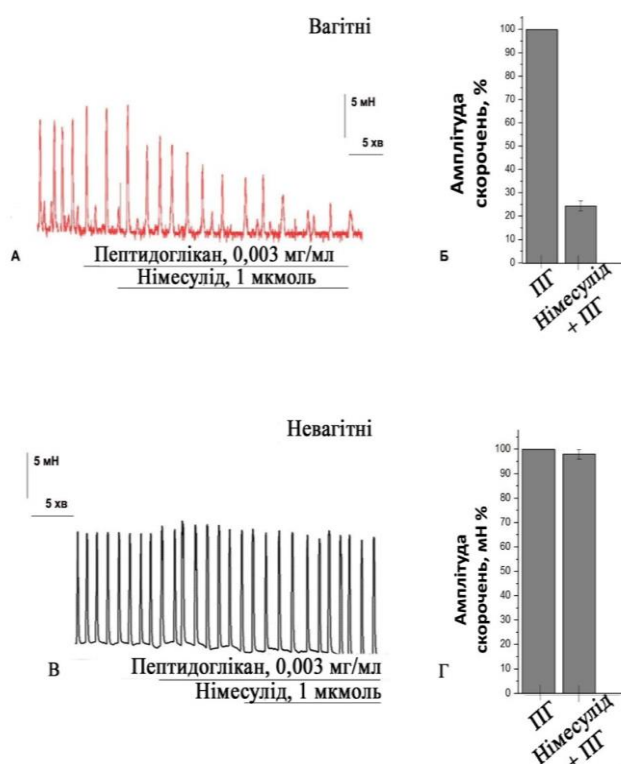 Вагітні
5 мН
5 хв
А
Пептидоглікан, 0,003 мг/мл
Німесулід, 1 мкмоль
Амплітуда
скорочень, %
100
90
80
70
60
50
40
30
20
10
0
Б
ПГ
Німесулід
+ ПГ
Невагітні
5 мН
5 хв
В
Пептидоглікан, 0,003 мг/мл
Німесулід, 1 мкмоль
Амплітуда
скорочень, мН %
100
90
80
70
60
50
40
30
20
10
0
Г
ПГ
Німесулід
+ ПГ